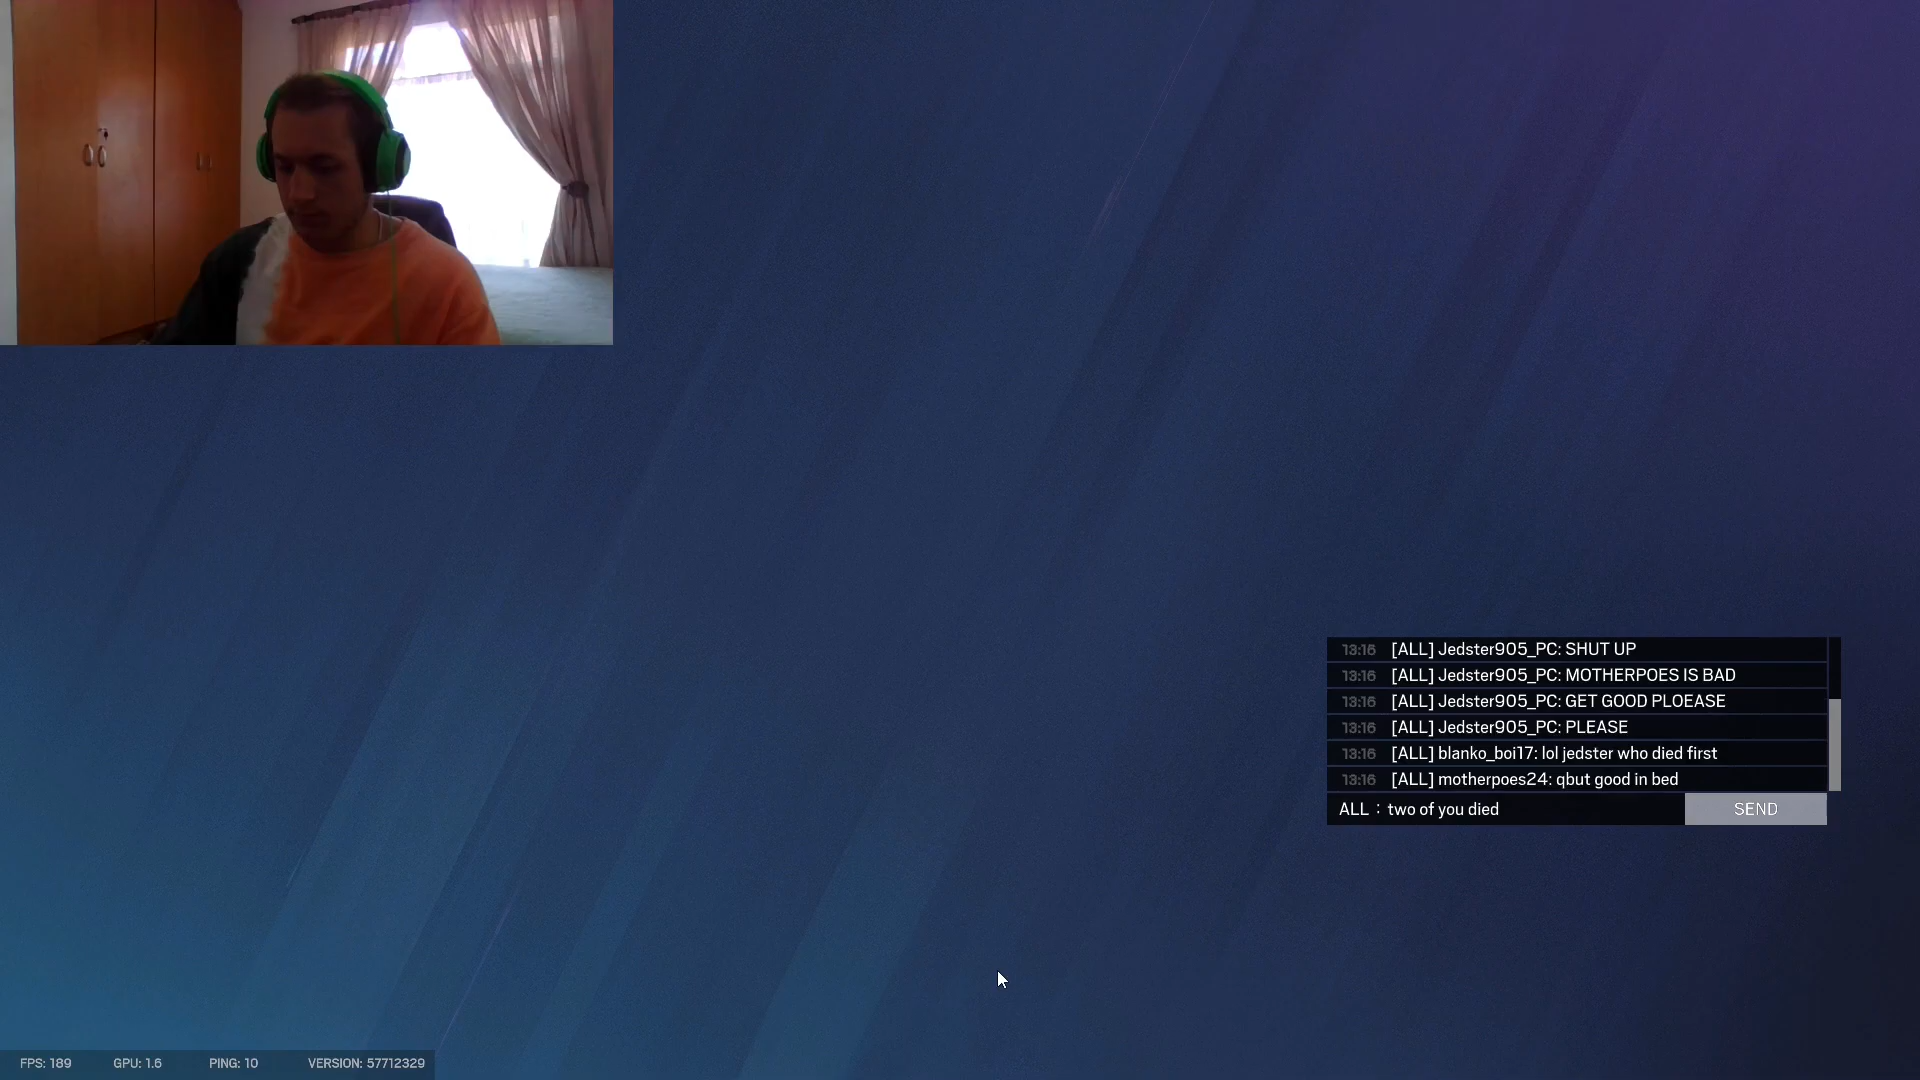 13:16 [ALL] Jedster905_PC: SHUT UP
13:16 [ALL] Jedster905_PC: MOTHERPOES IS BAD
13:16 [ALL] Jedster905_PC: GET GOOD PLOEASE
13:16 [ALL] Jedster905_PC: PLEASE
13:16 [ALL] blanko_boi17: lol jedster who died first
13:16 [ALL] motherpoes24: qbut good in bed
ALL : two of you died SEND
FPS: 189 GPU: 1.6 PING: 10 VERSION: 57712329